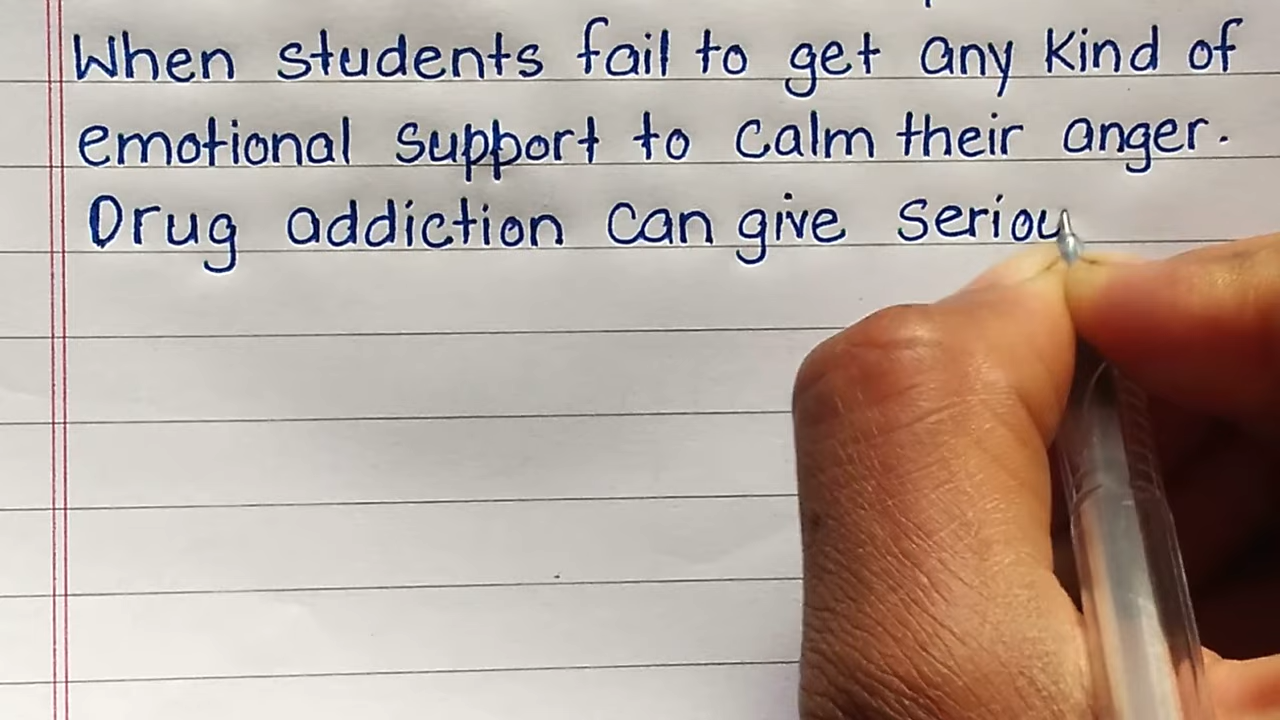 When students fail to get any kind of
emotional support to calm their anger.
Drug addiction can give seriou